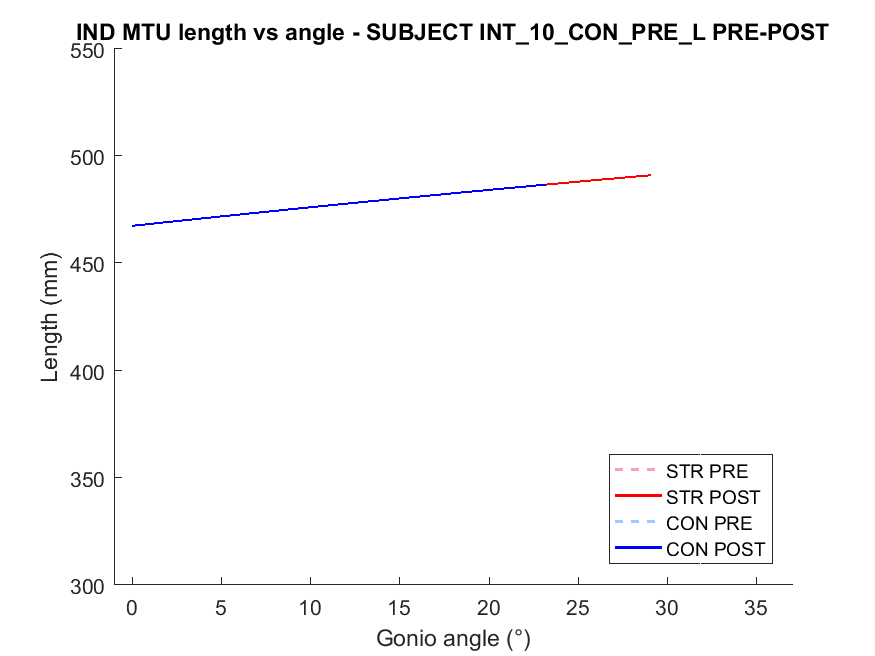 IND MTU length vs angle - SUBJECT INT_10_CON_PRE_L PRE-POST
550
500
450
400
350
300
Length (mm)
0 5 10 15 20 25 30 35
Gonio angle (°)
STR PRE
STR POST
CON PRE
CON POST